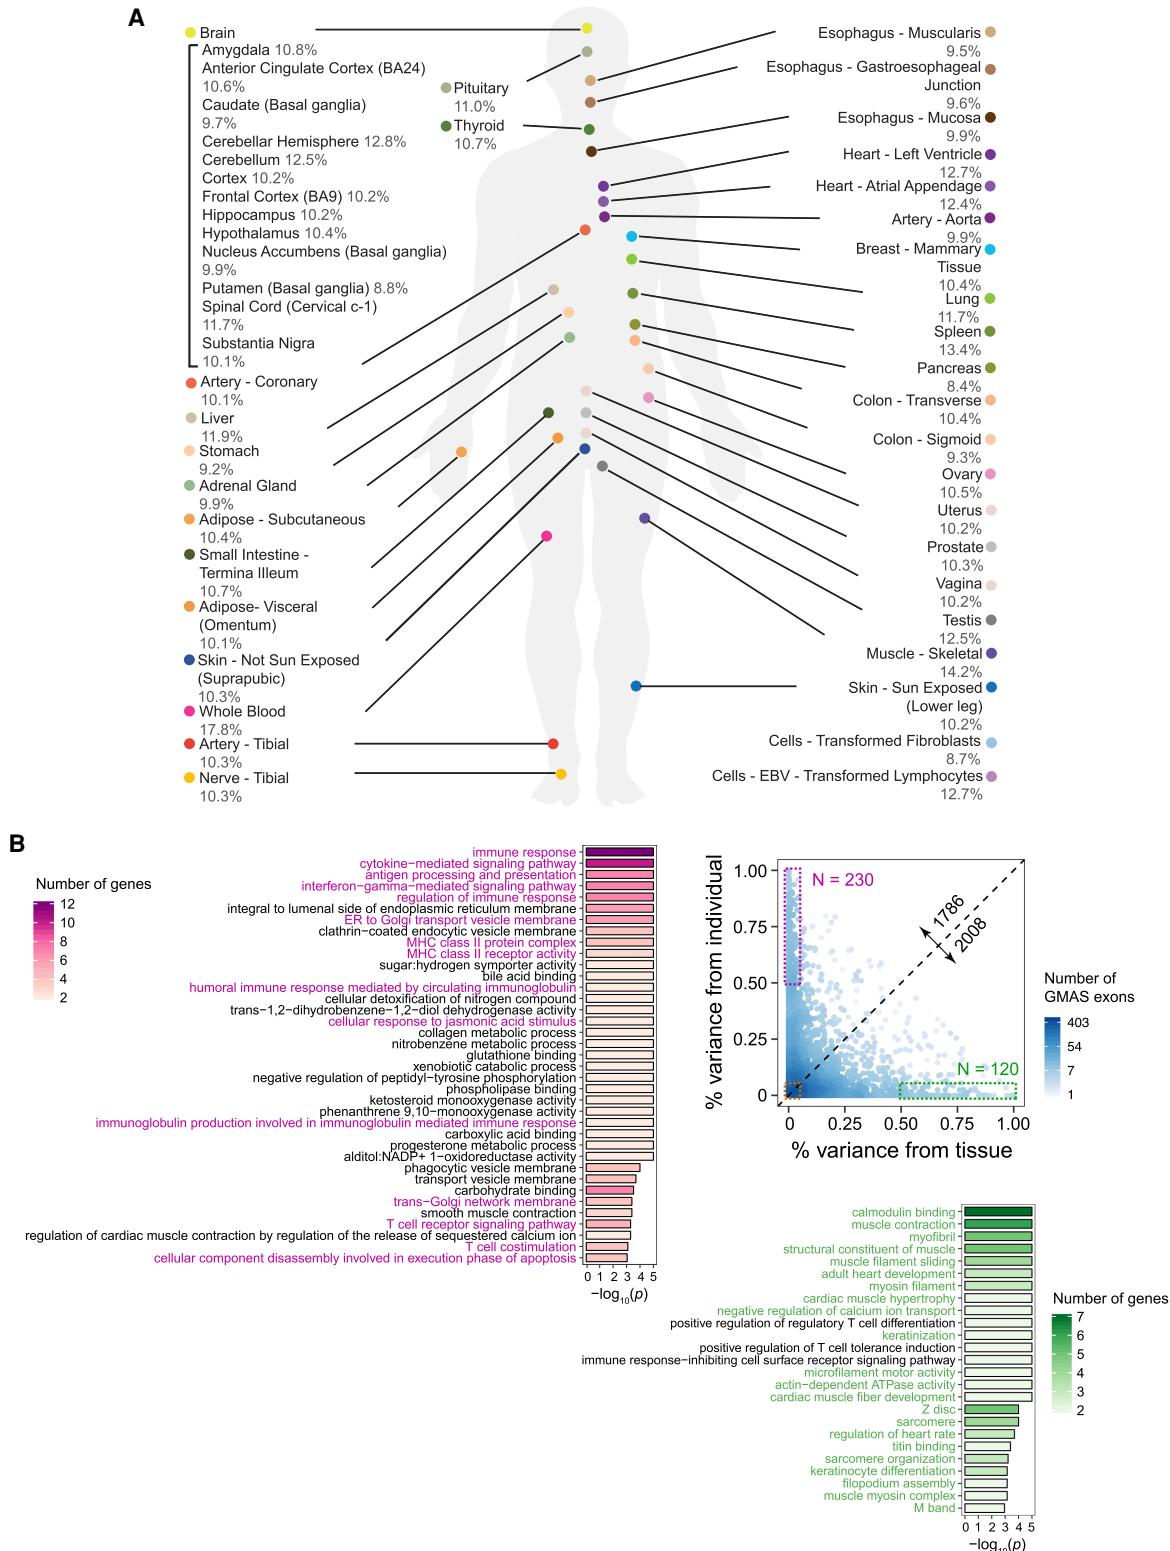 A
Brain
Amygdala 10.8%
Anterior Cingulate Cortex (BA24)
10.6%
Caudate (Basal ganglia)
9.7%
Cerebellar Hemisphere 12.8%
Cerebellum 12.5%
Cortex 10.2%
Frontal Cortex (BA9) 10.2%
Hippocampus 10.2%
Hypothalamus 10.4%
Nucleus Accumbens (Basal ganglia)
9.9%
Putamen (Basal ganglia) 8.8%
Spinal Cord (Cervical c-1)
11.7%
Substantia Nigra
10.1%
Artery - Coronary
10.1%
Liver
11.9%
Stomach
9.2%
Adrenal Gland
9.9%
Adipose - Subcutaneous
10.4%
Small Intestine -
Termina Illeum
10.7%
Adipose- Visceral
(Omentum)
10.1%
Skin - Not Sun Exposed
(Suprapubic)
10.3%
Whole Blood
17.8%
Artery - Tibial
10.3%
Nerve - Tibial
10.3%
Pituitary
11.0%
Thyroid
10.7%
Esophagus - Muscularis
9.5%
Esophagus - Gastroesophageal
Junction
9.6%
Esophagus - Mucosa
9.9%
Heart - Left Ventricle
12.7%
Heart - Atrial Appendage
12.4%
Artery - Aorta
9.9%
Breast - Mammary
Tissue
10.4%
Lung
11.7%
Spleen
13.4%
Pancreas
8.4%
Colon - Transverse
10.4%
Colon - Sigmoid
9.3%
Ovary
10.5%
Uterus
10.2%
Prostate
10.3%
Vagina
10.2%
Testis
12.5%
Muscle - Skeletal
14.2%
Skin - Sun Exposed
(Lower leg)
10.2%
Cells - Transformed Fibroblasts
8.7%
Cells - EBV - Transformed Lymphocytes
12.7%
B
Number of genes
12
10
8
6
4
2
immune response
cytokine−mediated signaling pathway
antigen processing and presentation
interferon−gamma−mediated signaling pathway
regulation of immune response
integral to lumenal side of endoplasmic reticulum membrane
ER to Golgi transport vesicle membrane
clathrin−coated endocytic vesicle membrane
MHC class II protein complex
MHC class II receptor activity
sugar:hydrogen symporter activity
bile acid binding
humoral immune response mediated by circulating immunoglobulin
cellular detoxification of nitrogen compound
trans−1,2−dihydrobenzene−1,2−diol dehydrogenase activity
cellular response to jasmonic acid stimulus
collagen metabolic process
nitrobenzene metabolic process
glutathione binding
xenobiotic catabolic process
negative regulation of peptidyl−tyrosine phosphorylation
phospholipase binding
ketosteroid monooxygenase activity
phenanthrene 9,10−monooxygenase activity
immunoglobulin production involved in immunoglobulin mediated immune response
carboxylic acid binding
progesterone metabolic process
alditol:NADP+ 1−oxidoreductase activity
phagocytic vesicle membrane
transport vesicle membrane
carbohydrate binding
trans−Golgi network membrane
smooth muscle contraction
T cell receptor signaling pathway
regulation of cardiac muscle contraction by regulation of the release of sequestered calcium ion
T cell costimulation
cellular component disassembly involved in execution phase of apoptosis
0 1 2 3 4 5
−log10(p)
% variance from individual
1.00
0.75
0.50
0.25
0
N = 230
1786
2008
N = 120
0 0.25 0.50 0.75 1.00
% variance from tissue
Number of
GMAS exons
403
54
7
1
calmodulin binding
muscle contraction
myofibril
structural constituent of muscle
muscle filament sliding
adult heart development
myosin filament
cardiac muscle hypertrophy
negative regulation of calcium ion transport
positive regulation of regulatory T cell differentiation
keratinization
positive regulation of T cell tolerance induction
immune response−inhibiting cell surface receptor signaling pathway
microfilament motor activity
actin−dependent ATPase activity
cardiac muscle fiber development
Z disc
sarcomere
regulation of heart rate
titin binding
sarcomere organization
keratinocyte differentiation
filopodium assembly
muscle myosin complex
M band
0 1 2 3 4 5
−log10(p)
Number of genes
7
6
5
4
3
2